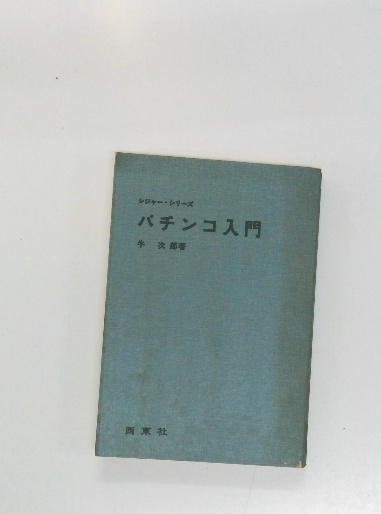 レジャー・シリーズ
パチンコ入門
牛 次郎著
西東社